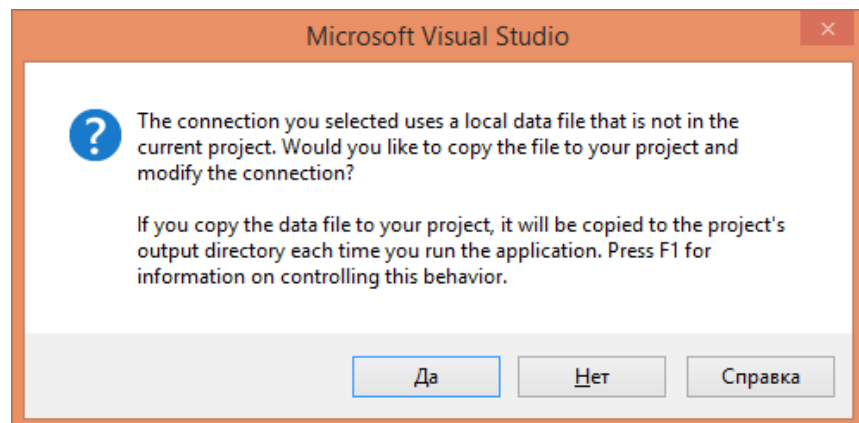 Microsoft Visual Studio
The connection you selected uses a local data file that is not in the
current project. Would you like to copy the file to your project and
modify the connection?
If you copy the data file to your project, it will be copied to the project's
output directory each time you run the application. Press F1 for
information on controlling this behavior.
Да Нет Справка